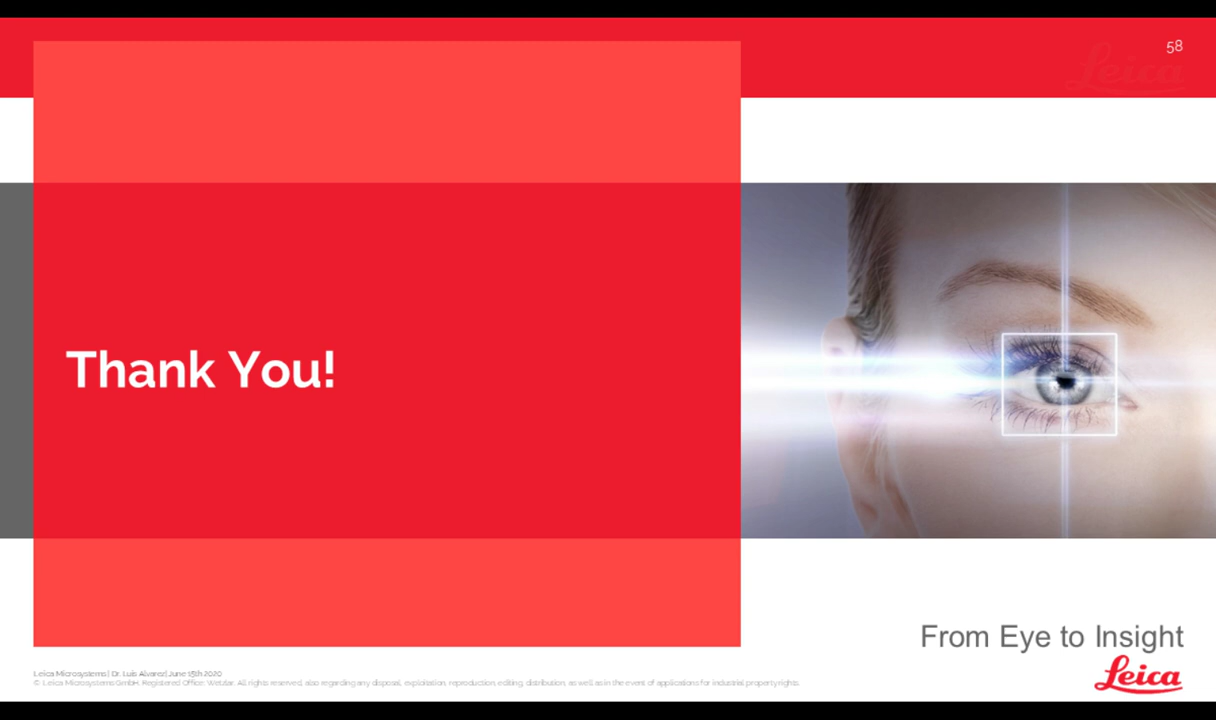 58
Leica
Thank You!
From Eye to Insight
Leica
Leica Microsystems | Dr. Luis Alvarez| June 15th 2020
© Leica Microsystems GmbH, Registered Office: Wetzlar. All rights reserved, also regarding any disposal, exploitation, reproduction, editing, distribution, as well as in the event of applications for industrial property rights.